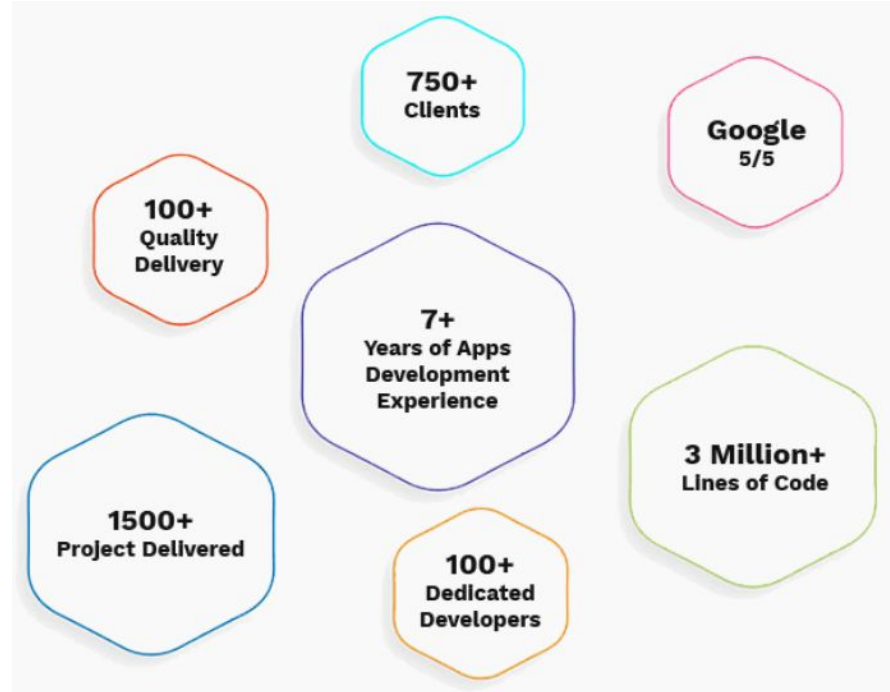 750+
Clients
Google
5/5
100+
Quality
Delivery
7+
Years of Apps
Development
Experience
3 Million+
Lines of Code
1500+
Project Delivered
100+
Dedicated
Developers